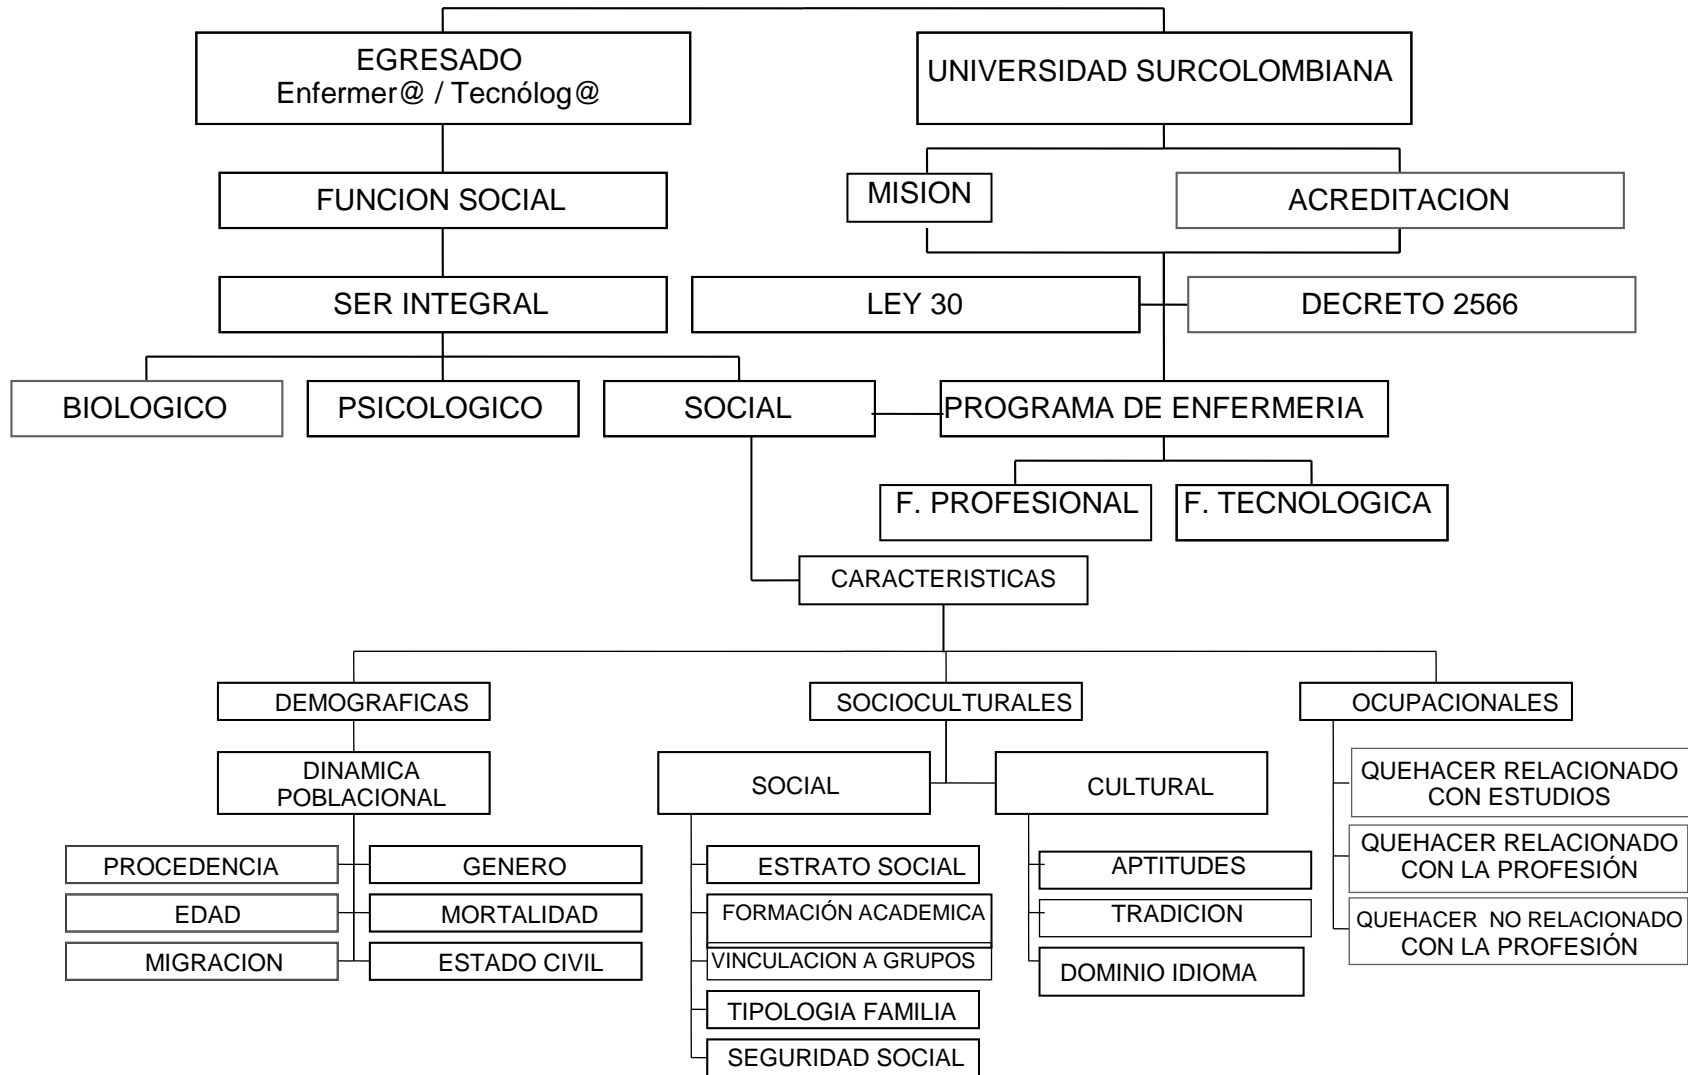 EGRESADO
Enfermer@ / Tecnólog@
UNIVERSIDAD SURCOLOMBIANA
FUNCION SOCIAL
MISION
ACREDITACION
SER INTEGRAL
LEY 30
DECRETO 2566
BIOLOGICO
PSICOLOGICO
SOCIAL
PROGRAMA DE ENFERMERIA
F. PROFESIONAL
F. TECNOLOGICA
CARACTERISTICAS
DEMOGRAFICAS
SOCIOCULTURALES
OCUPACIONALES
DINAMICA
POBLACIONAL
SOCIAL
CULTURAL
QUEHACER RELACIONADO
CON ESTUDIOS
PROCEDENCIA
GENERO
ESTRATO SOCIAL
APTITUDES
QUEHACER RELACIONADO
CON LA PROFESIÓN
EDAD
MORTALIDAD
FORMACIÓN ACADEMICA
TRADICION
QUEHACER  NO RELACIONADO
CON LA PROFESIÓN
MIGRACION
ESTADO CIVIL
VINCULACION A GRUPOS
DOMINIO IDIOMA
TIPOLOGIA FAMILIA
SEGURIDAD SOCIAL